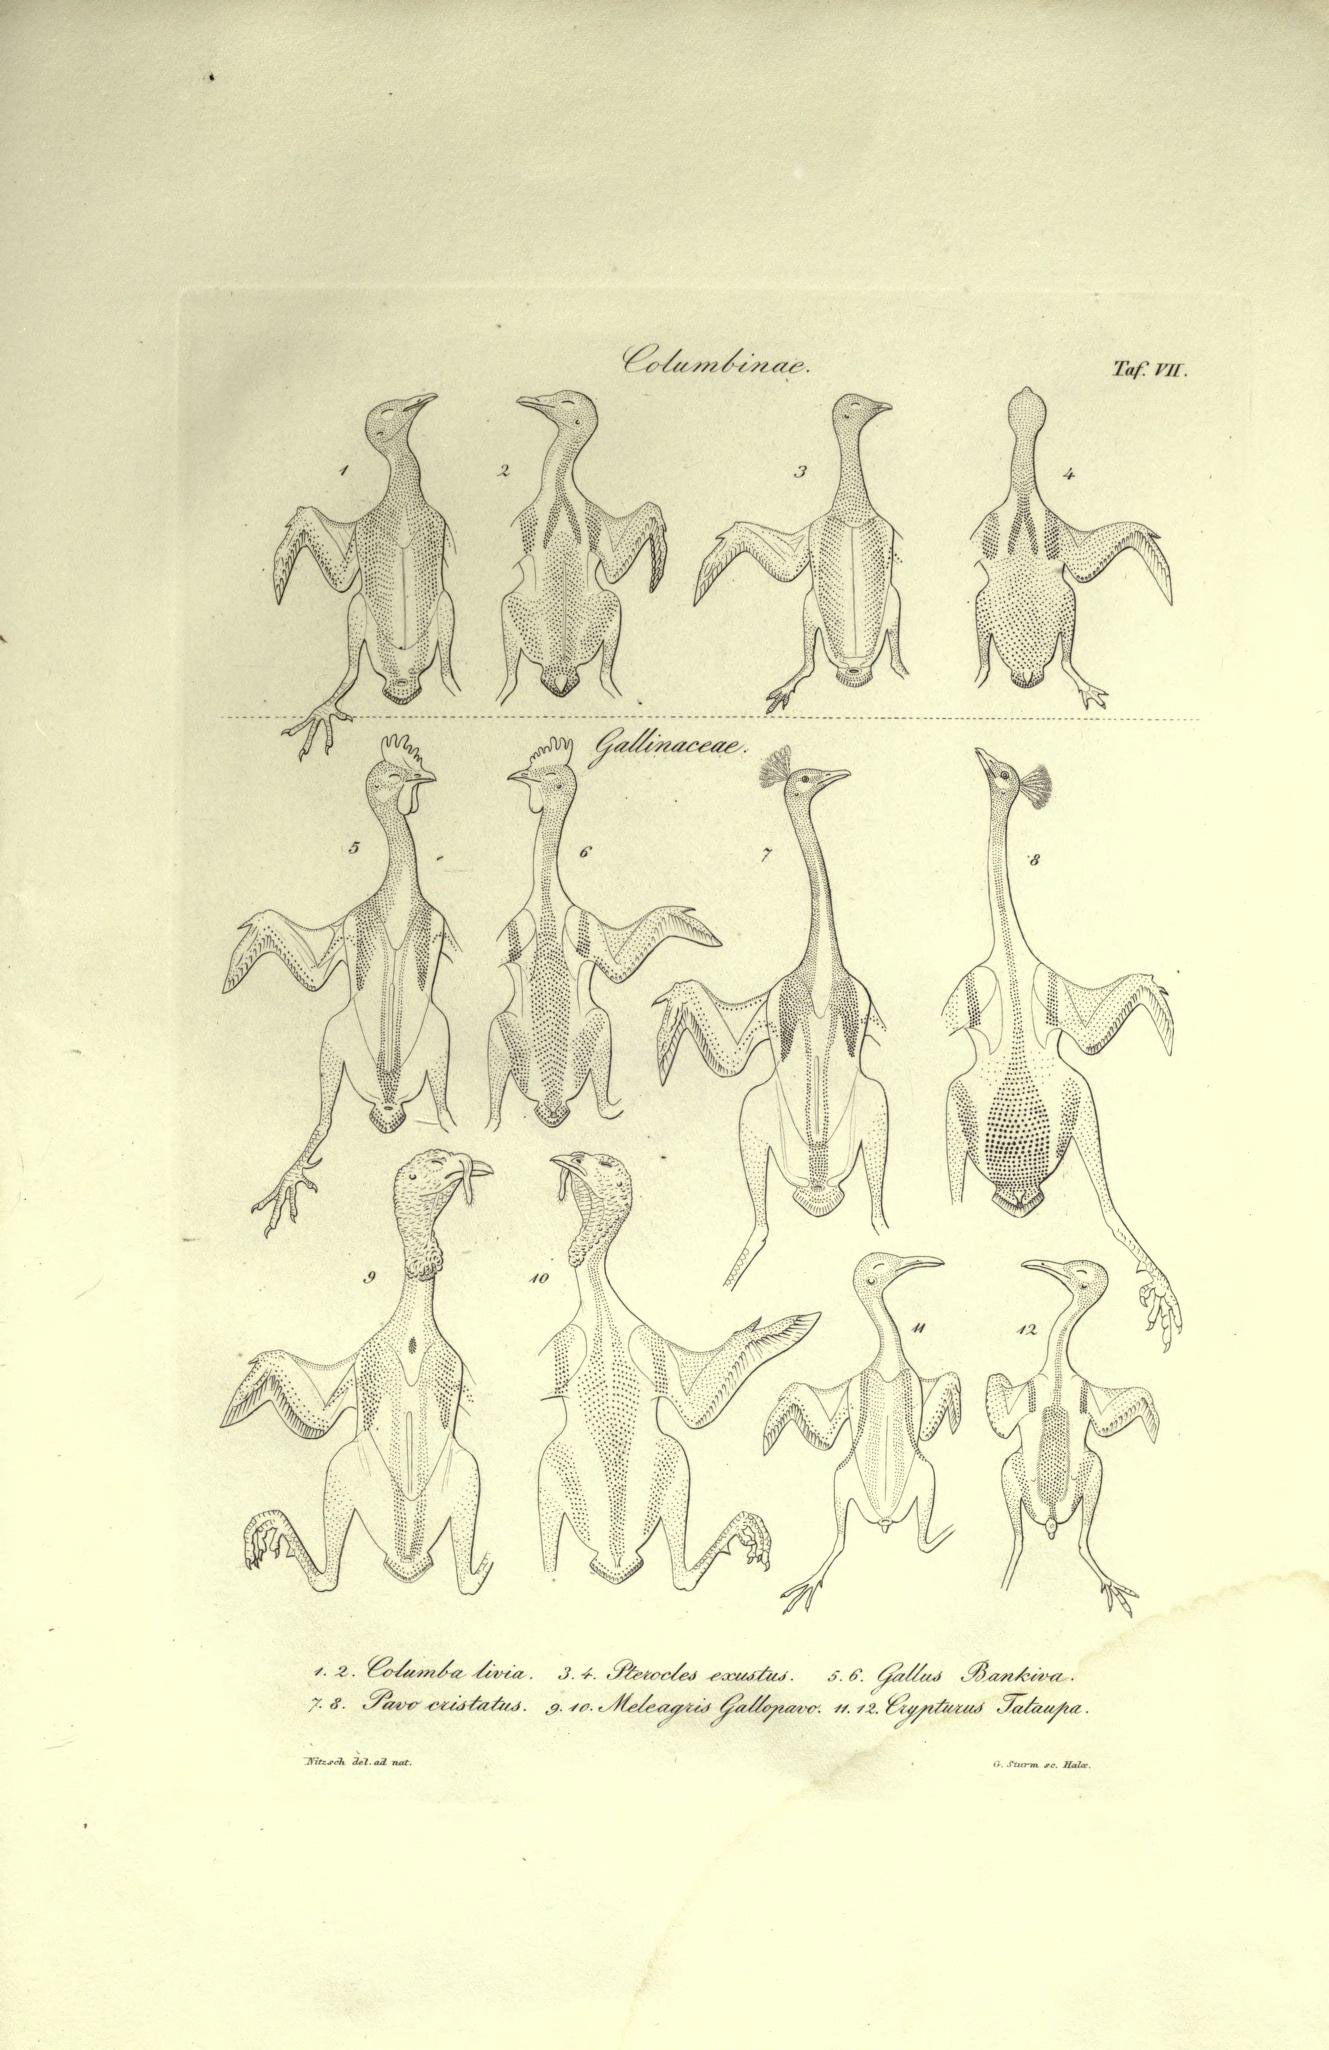 Columbinae.
Taf. VII.
1 2 3 4
Gallinaceae.
5 6 7 8
9 10 11 12
1. 2. Columba livia. 3. 4. Pterocles exustus. 5. 6. Gallus Bankiva.
7. 8. Pavo cristatus. 9. 10. Meleagris Gallopavo. 11. 12. Crypturus Tataupa.
Nitzsch del. ad nat.
G. Sturm sc. Halæ.